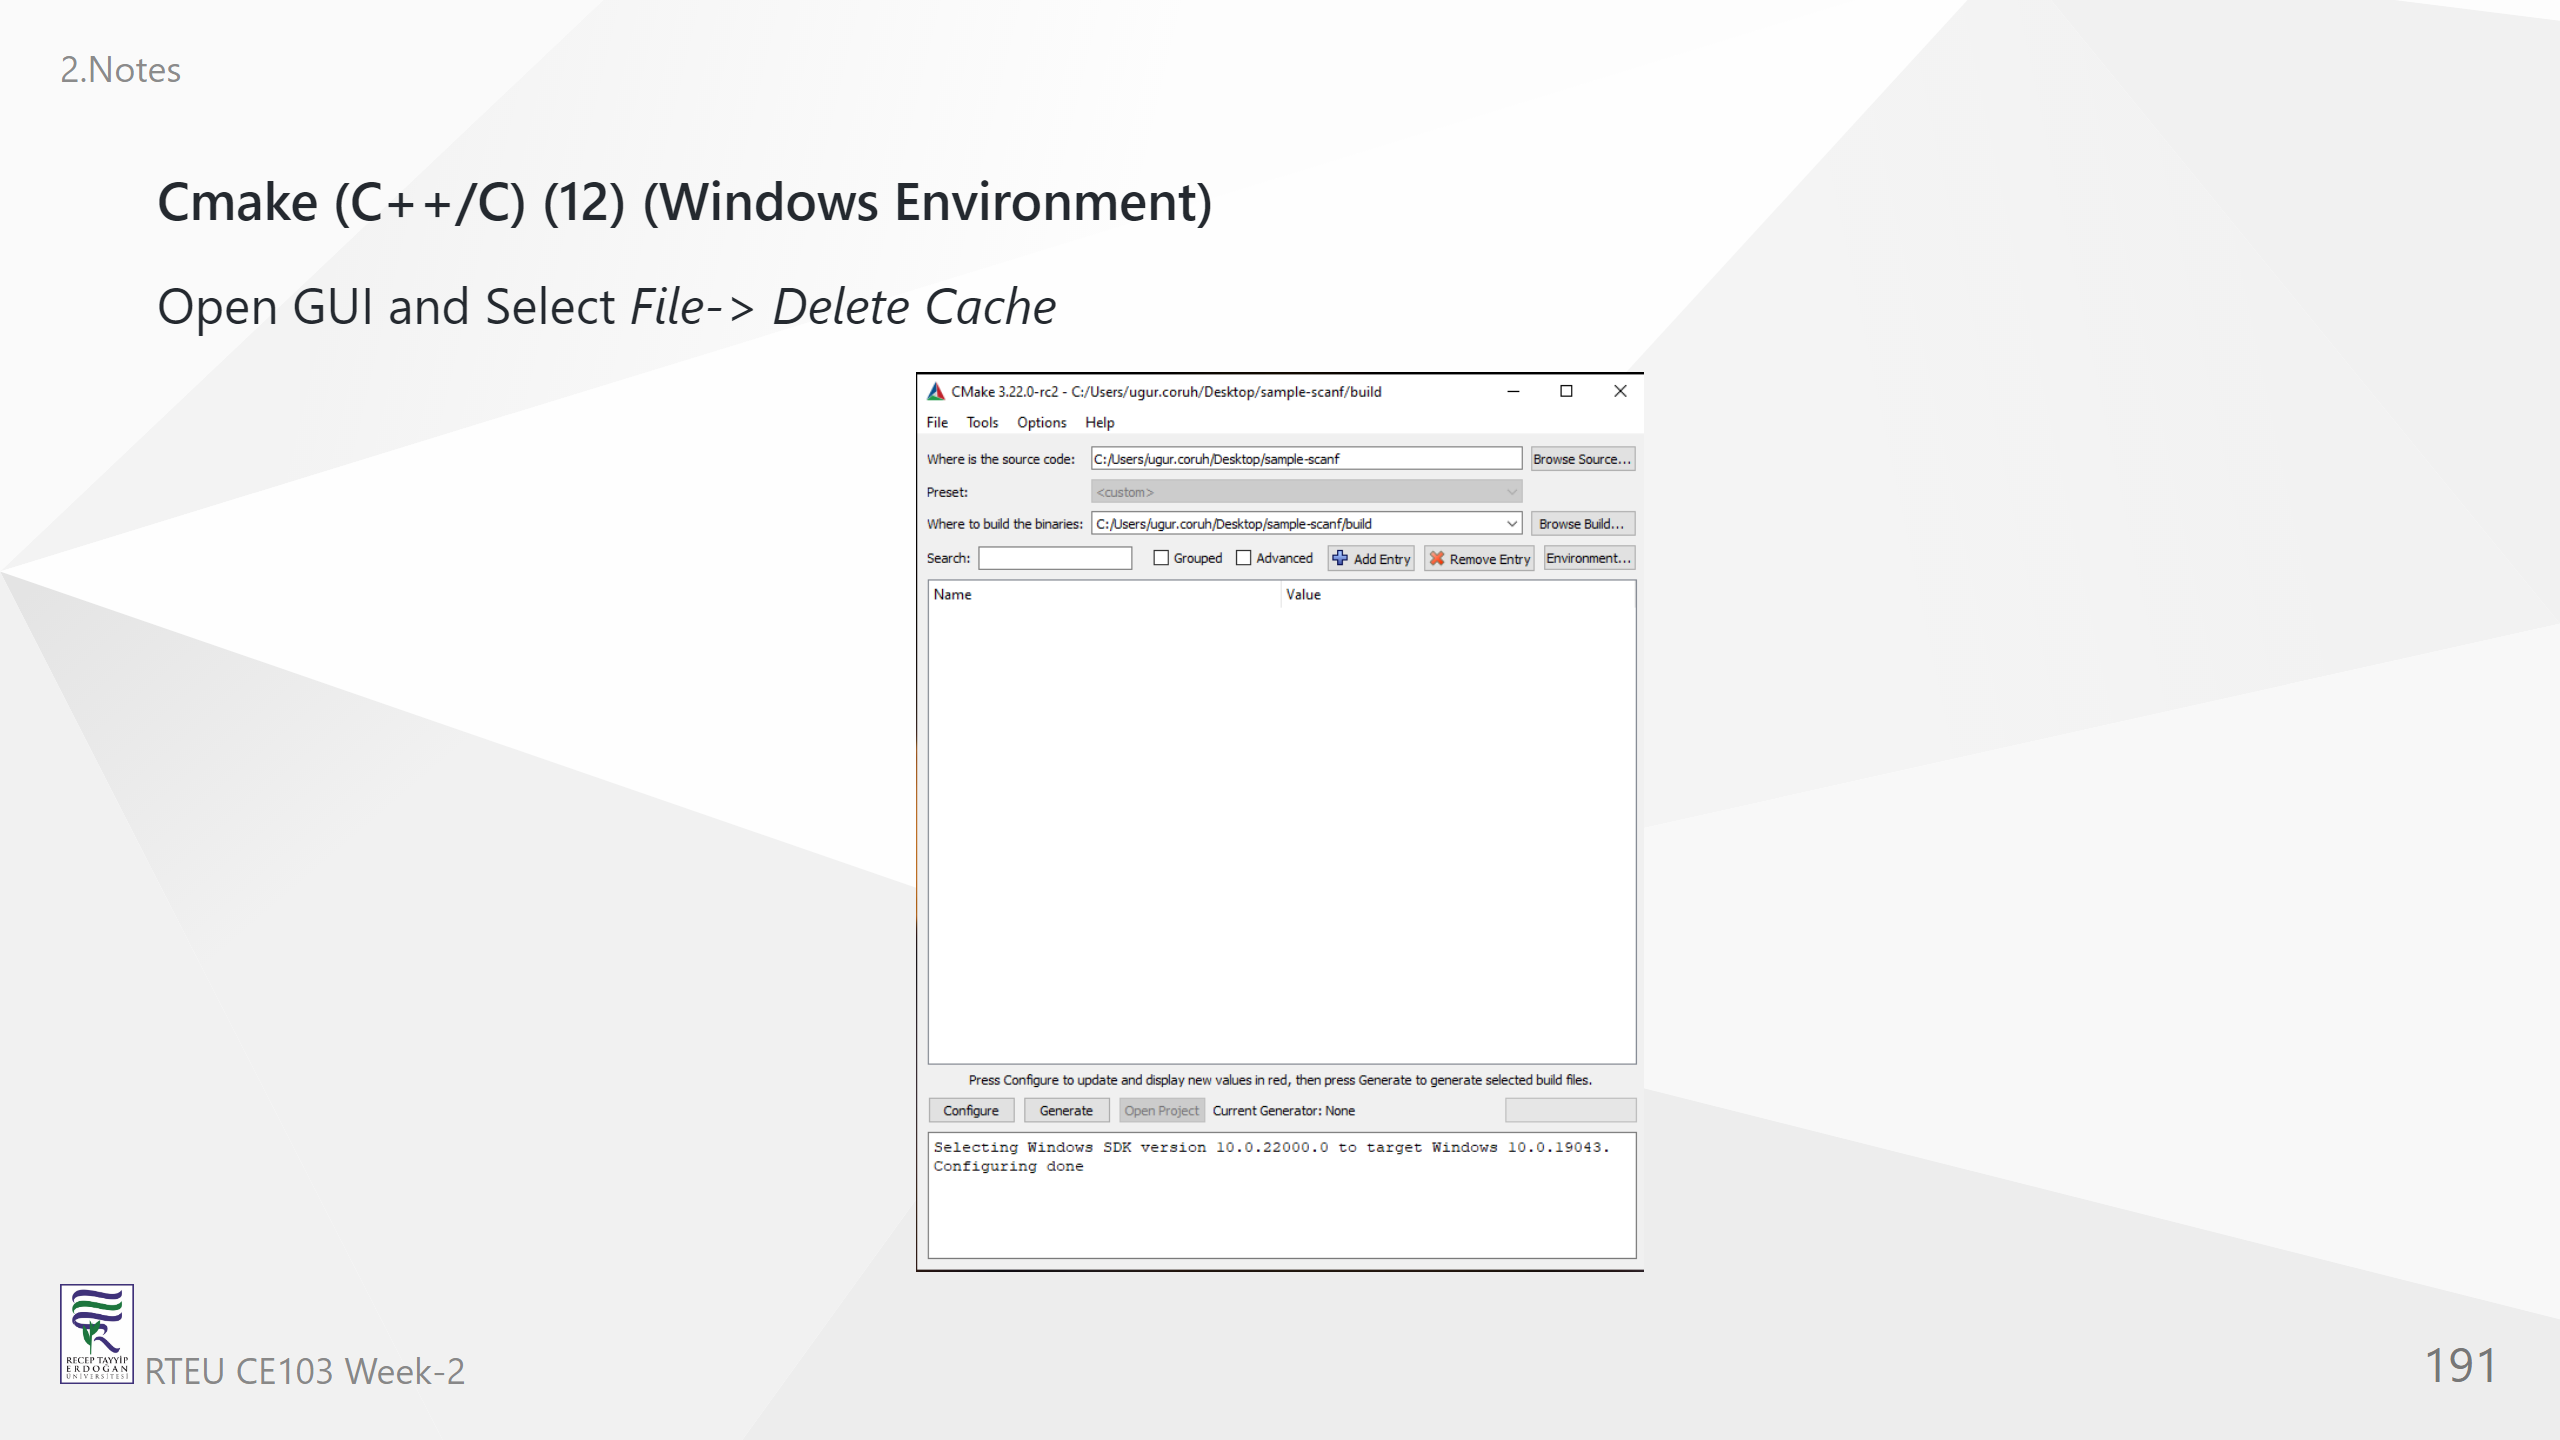 2.Notes
Cmake (C++/C) (12) (Windows Environment)
Open GUI and Select File-> Delete Cache
CMake 3.22.0-rc2 - C:/Users/ugur.coruh/Desktop/sample-scanf/build
File Tools Options Help
Where is the source code: C:/Users/ugur.coruh/Desktop/sample-scanf Browse Source...
Preset: <custom>
Where to build the binaries: C:/Users/ugur.coruh/Desktop/sample-scanf/build Browse Build...
Search: Grouped Advanced Add Entry Remove Entry Environment...
Name Value
Press Configure to update and display new values in red, then press Generate to generate selected build files.
Configure Generate Open Project Current Generator: None
Selecting Windows SDK version 10.0.22000.0 to target Windows 10.0.19043.
Configuring done
RECEP TAYYİP
ERDOĞAN
ÜNİVERSİTESİ
RTEU CE103 Week-2
191